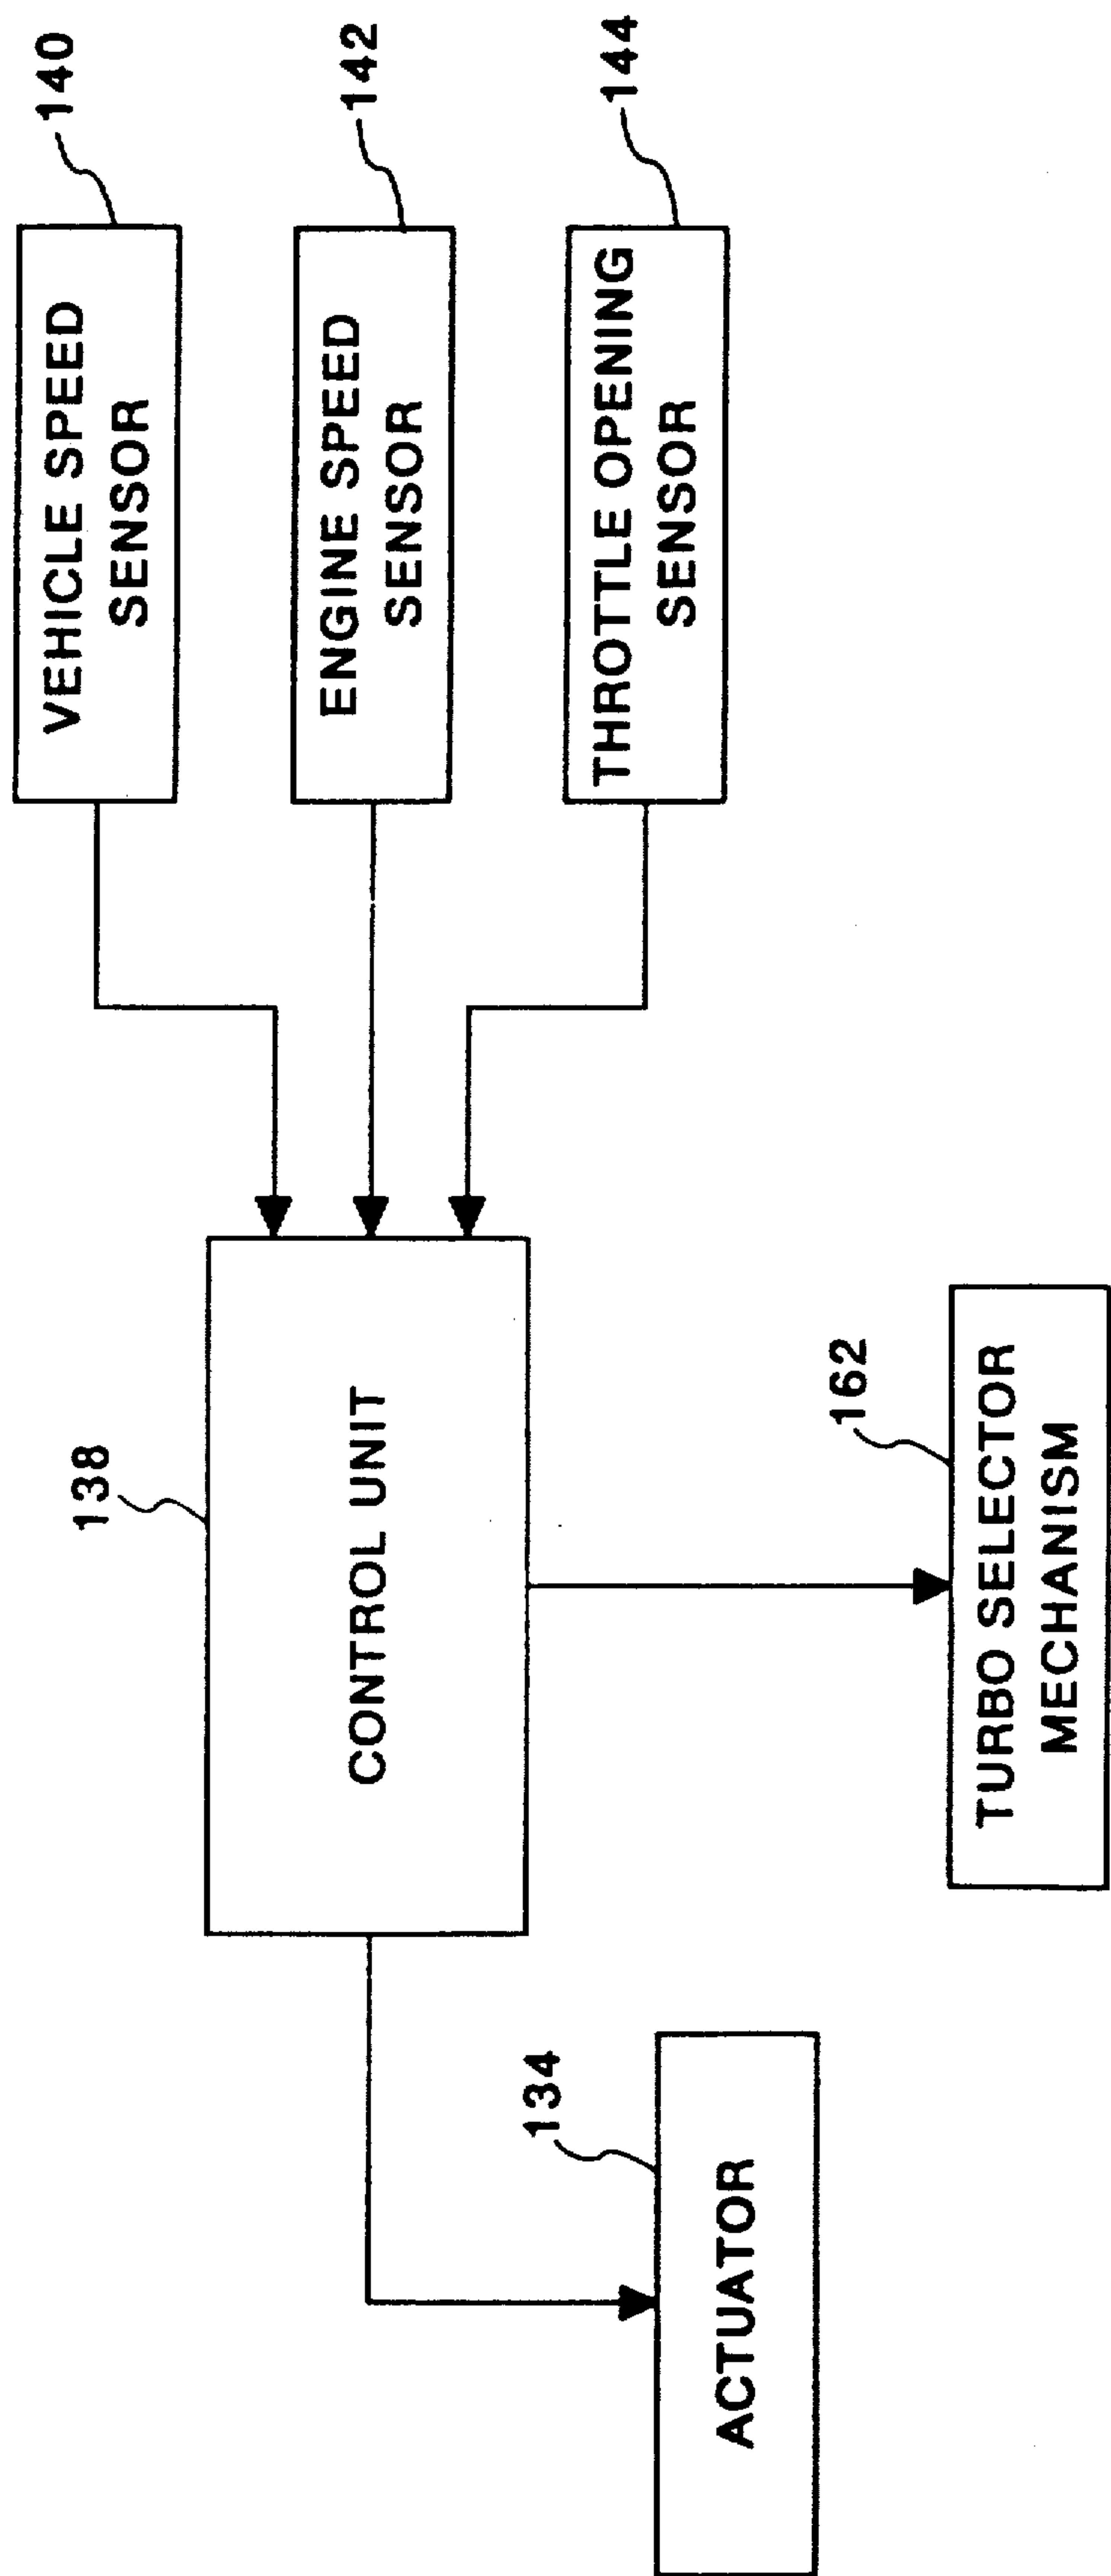 140
VEHICLE SPEED
SENSOR
142
ENGINE SPEED
SENSOR
144
THROTTLE OPENING
SENSOR
138
CONTROL UNIT
162
TURBO SELECTOR
MECHANISM
134
ACTUATOR